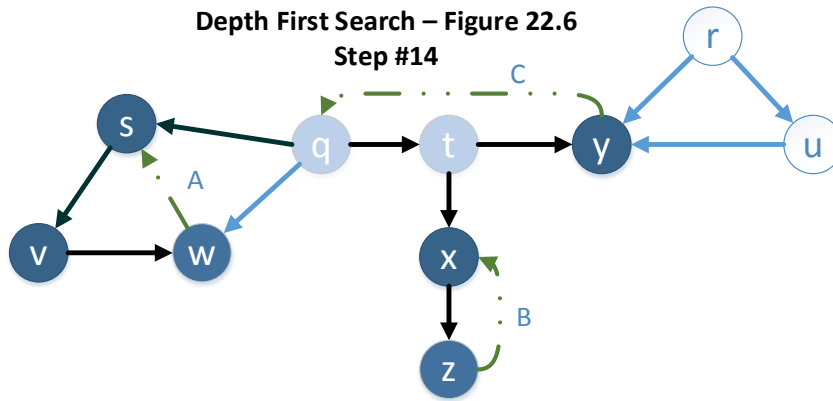 Depth First Search – Figure 22.6
Step #14
r
C
s
q
t
y
u
A
v
w
x
B
z